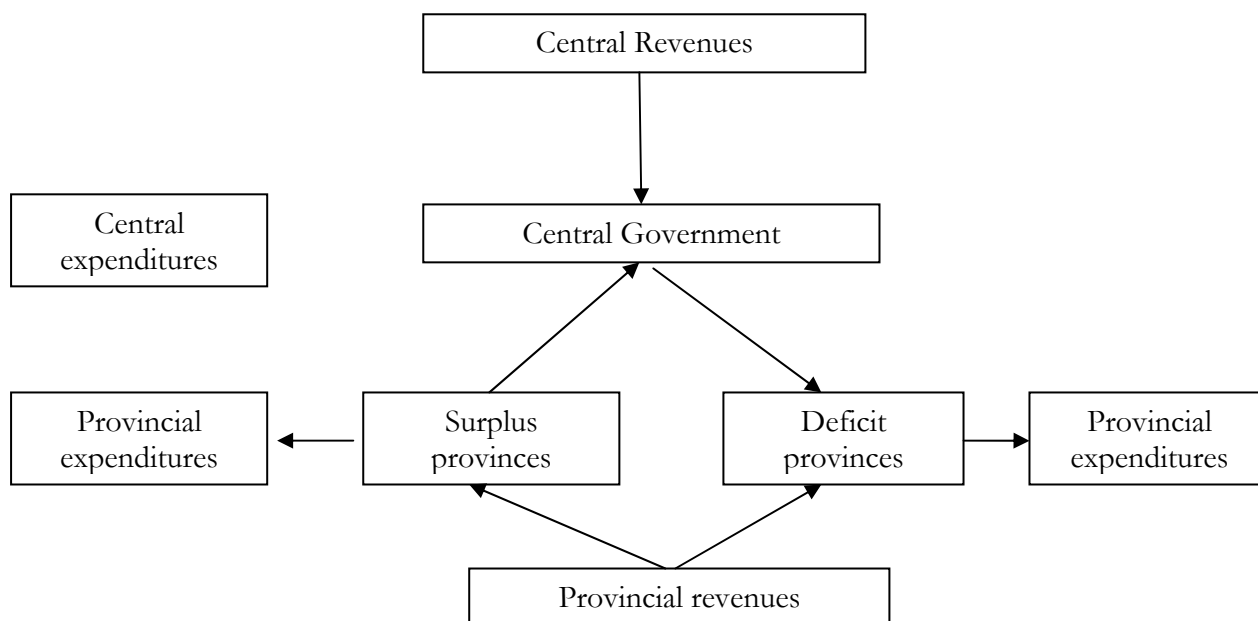 Central Revenues
Central
expenditures
Central Government
Provincial
expenditures
Surplus
provinces
Deficit
provinces
Provincial
expenditures
Provincial revenues